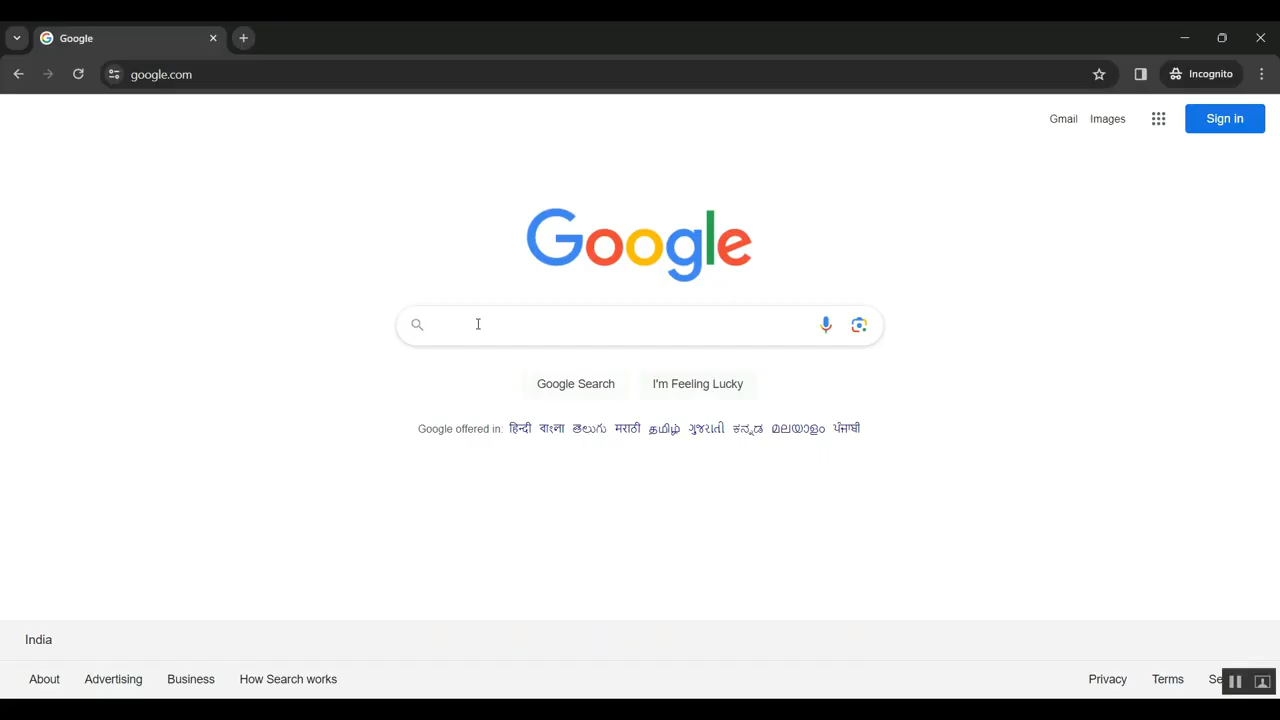 Google
google.com
Incognito
Gmail Images Sign in
Google
Google Search I'm Feeling Lucky
Google offered in: हिन्दी বাংলা తెలుగు मराठी தமிழ் ગુજરાતી ಕನ್ನಡ മലയാളം ਪੰਜਾਬੀ
India
About Advertising Business How Search works Privacy Terms Se